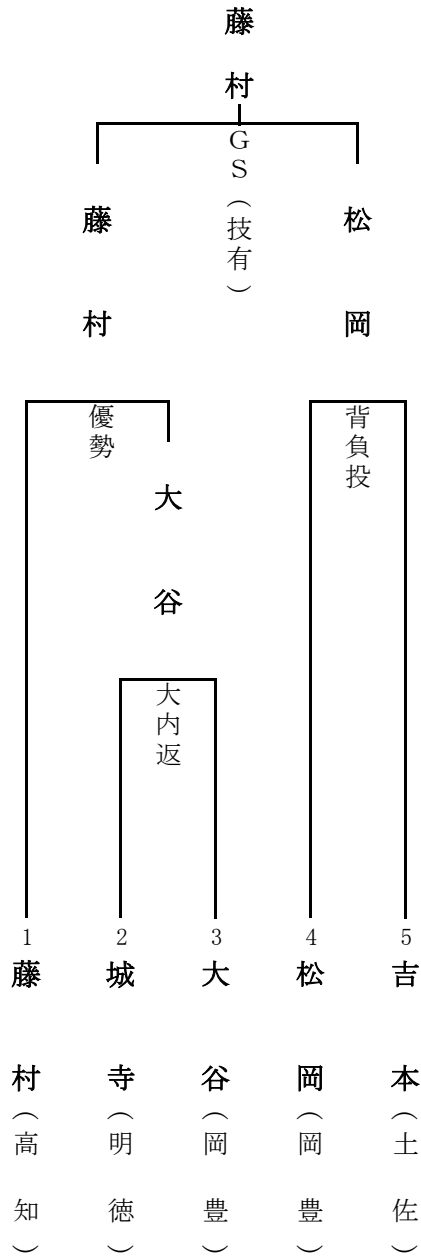 藤村
GS（技有）
藤村
松岡
優勢
背負投
大谷
大内返
1
藤村（高知）
2
城寺（明徳）
3
大谷（岡豊）
4
松岡（岡豊）
5
吉本（土佐）